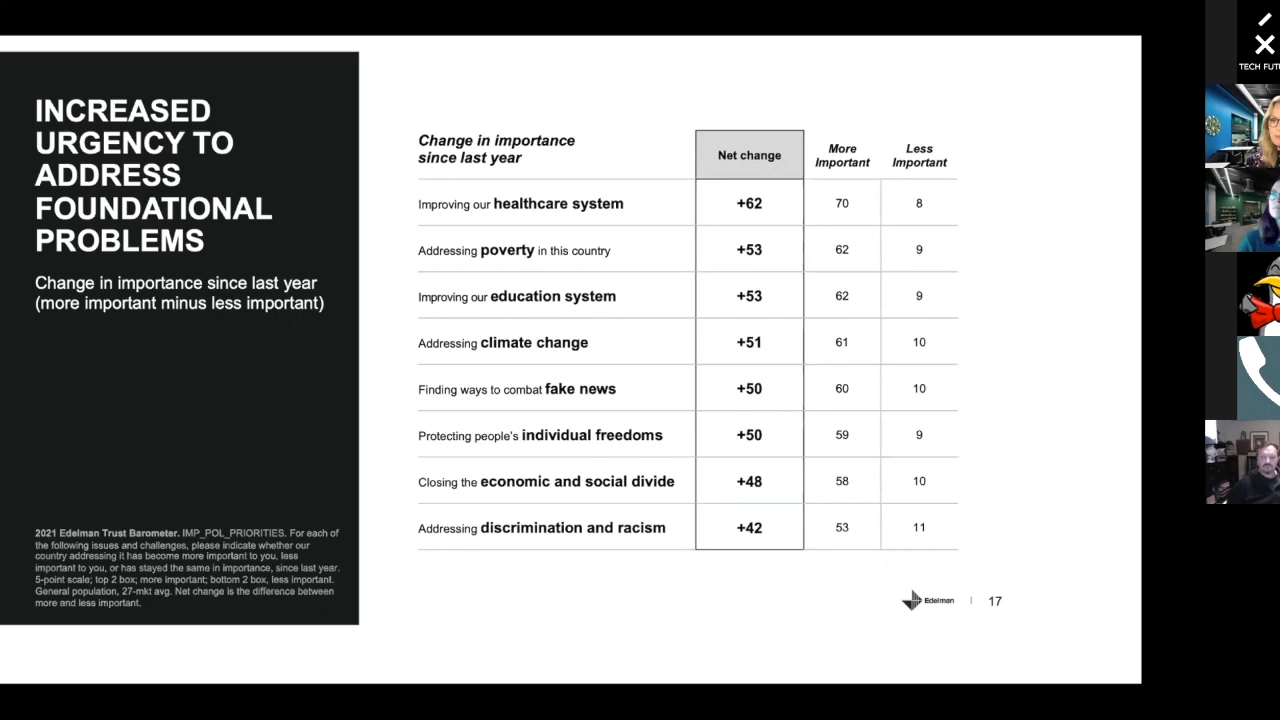 INCREASED
URGENCY TO
ADDRESS
FOUNDATIONAL
PROBLEMS
Change in importance since last year
(more important minus less important)
2021 Edelman Trust Barometer. IMP_POL_PRIORITIES. For each of
the following issues and challenges, please indicate whether our
country addressing it has become more important to you, less
important to you, or has stayed the same in importance, since last year.
5-point scale; top 2 box; more important; bottom 2 box, less important.
General population, 27-mkt avg. Net change is the difference between
more and less important.
Change in importance
since last year
Net change
More
Important
Less
Important
Improving our healthcare system +62 70 8
Addressing poverty in this country +53 62 9
Improving our education system +53 62 9
Addressing climate change +51 61 10
Finding ways to combat fake news +50 60 10
Protecting people's individual freedoms +50 59 9
Closing the economic and social divide +48 58 10
Addressing discrimination and racism +42 53 11
Edelman | 17
TECH FUT